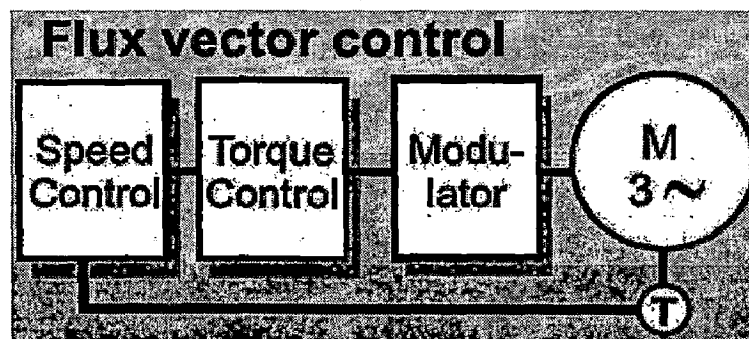 Flux vector control
Speed
Control
Torque
Control
Modu-
lator
M
3~
T